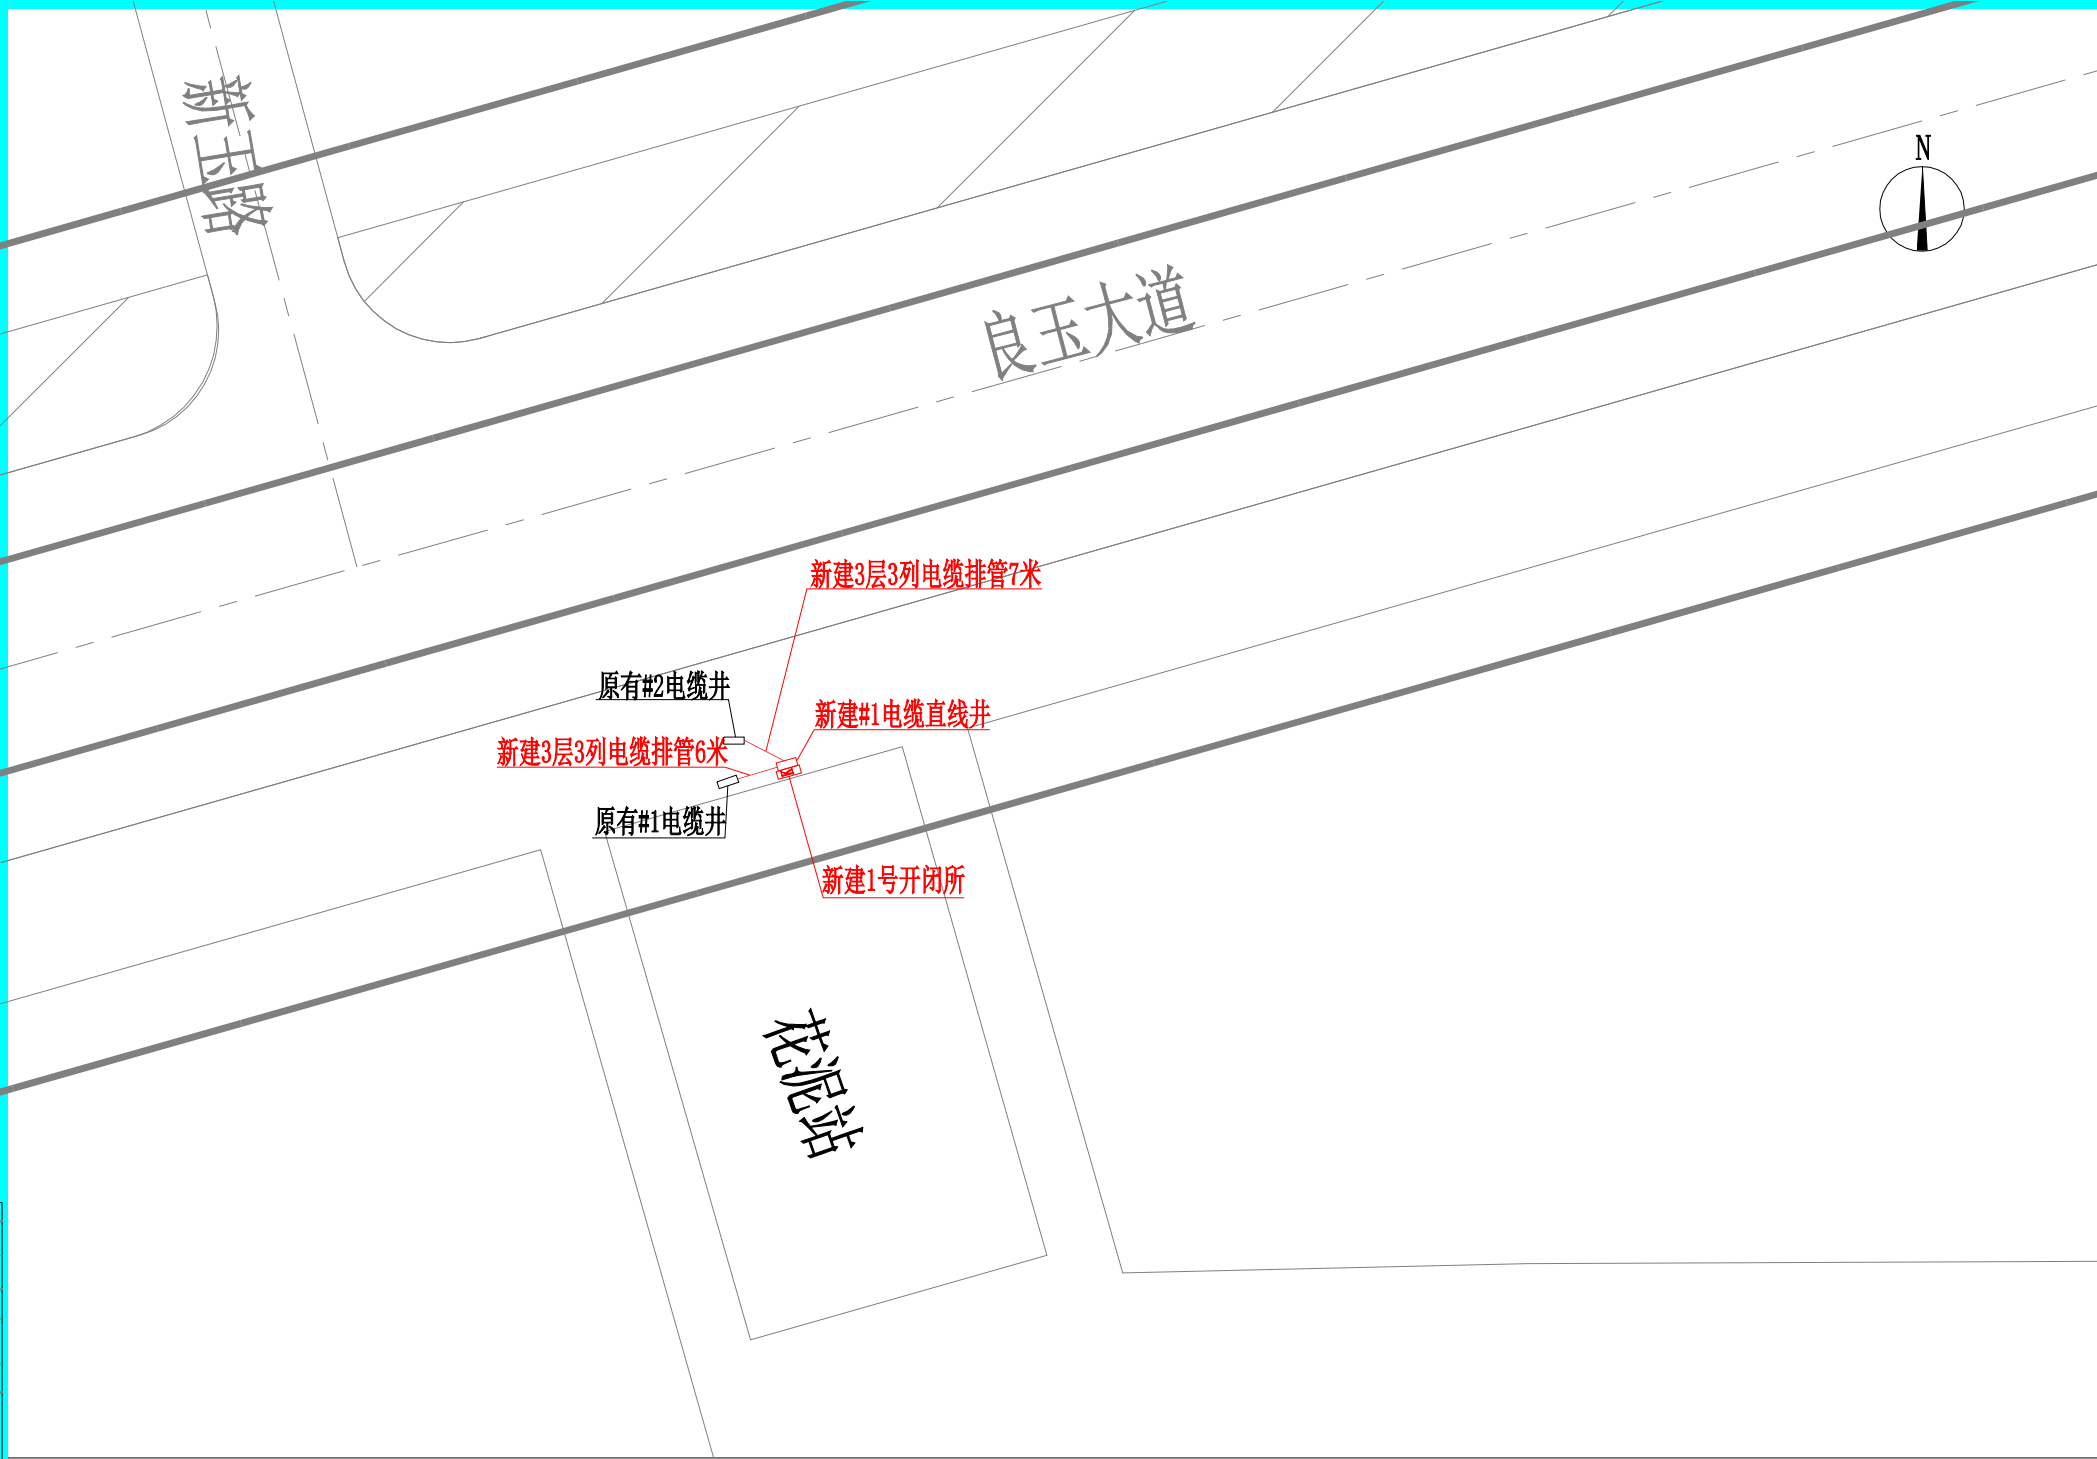 新玉路
N
良玉大道
新建3层3列电缆排管7米
原有#2电缆井
新建#1电缆直线井
新建3层3列电缆排管6米
原有#1电缆井
新建1号开闭所
花泥站